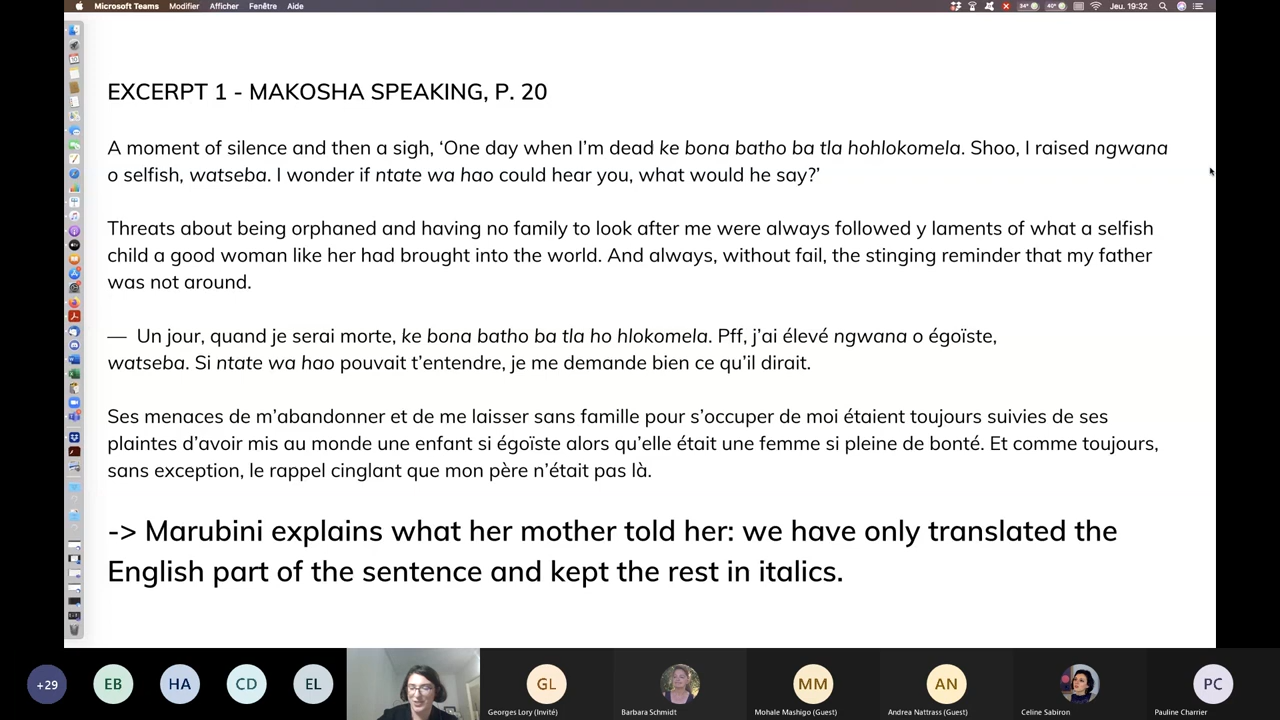 Microsoft Teams Modifier Afficher Fenêtre Aide
34° 40° Jeu. 19:32
EXCERPT 1 - MAKOSHA SPEAKING, P. 20
A moment of silence and then a sigh, ‘One day when I’m dead ke bona batho ba tla hohlokomela. Shoo, I raised ngwana
o selfish, watseba. I wonder if ntate wa hao could hear you, what would he say?’
Threats about being orphaned and having no family to look after me were always followed y laments of what a selfish
child a good woman like her had brought into the world. And always, without fail, the stinging reminder that my father
was not around.
— Un jour, quand je serai morte, ke bona batho ba tla ho hlokomela. Pff, j’ai élevé ngwana o égoïste,
watseba. Si ntate wa hao pouvait t’entendre, je me demande bien ce qu’il dirait.
Ses menaces de m’abandonner et de me laisser sans famille pour s’occuper de moi étaient toujours suivies de ses
plaintes d’avoir mis au monde une enfant si égoïste alors qu’elle était une femme si pleine de bonté. Et comme toujours,
sans exception, le rappel cinglant que mon père n’était pas là.
-> Marubini explains what her mother told her: we have only translated the
English part of the sentence and kept the rest in italics.
+29 EB HA CD EL GL MM AN PC
Georges Lory (Invité) Barbara Schmidt Mohale Mashigo (Guest) Andrea Nattrass (Guest) Celine Sabiron Pauline Charrier